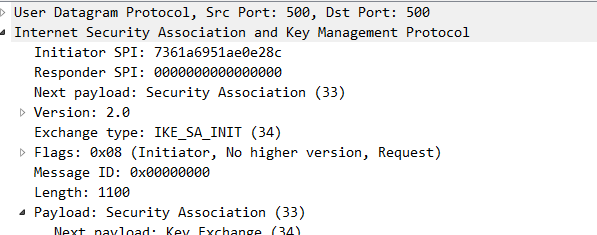 User Datagram Protocol, Src Port: 500, Dst Port: 500
Internet Security Association and Key Management Protocol
Initiator SPI: 7361a6951ae0e28c
Responder SPI: 0000000000000000
Next payload: Security Association (33)
Version: 2.0
Exchange type: IKE_SA_INIT (34)
Flags: 0x08 (Initiator, No higher version, Request)
Message ID: 0x00000000
Length: 1100
Payload: Security Association (33)
Next payload: Key Exchange (34)